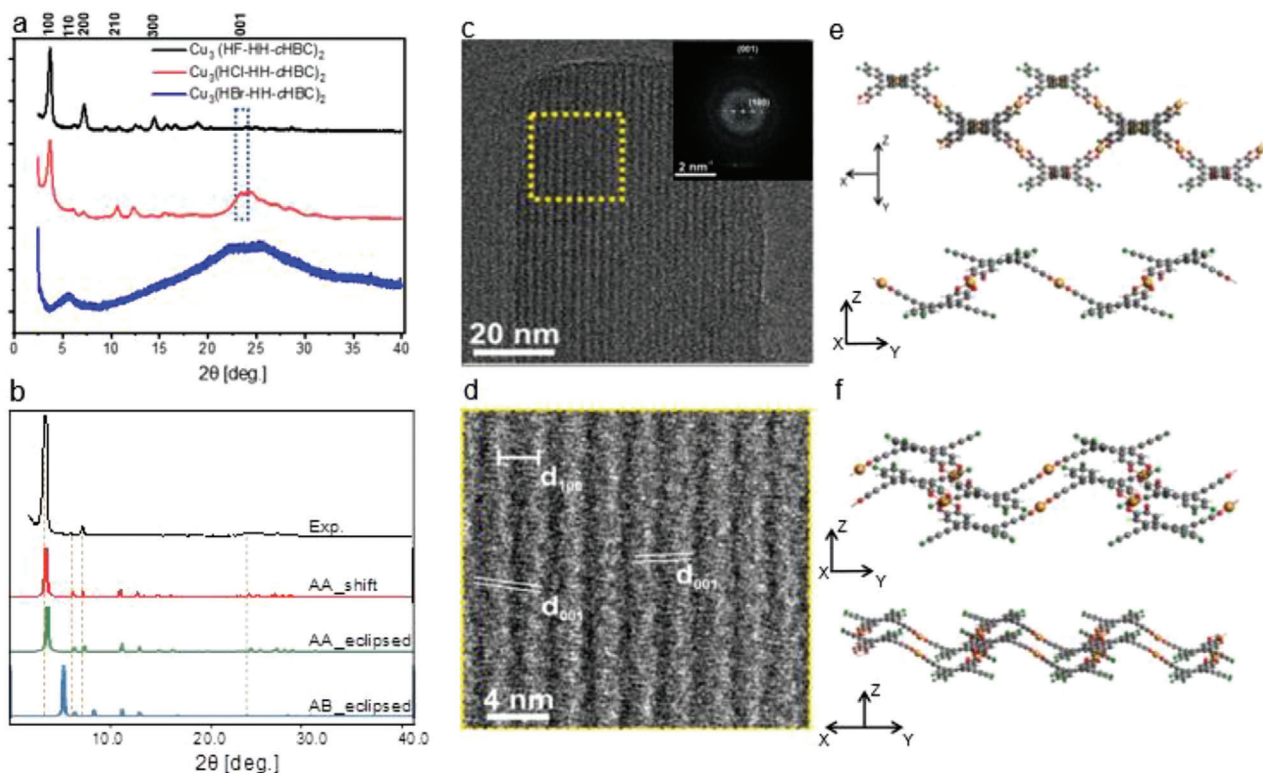 a
100 110 200 210 300 001
Cu3 (HF-HH-cHBC)2
Cu3(HCl-HH-cHBC)2
Cu3(HBr-HH-cHBC)2
0 5 10 15 20 25 30 35 40
2θ [deg.]
b
Exp.
AA_shift
AA_eclipsed
AB_eclipsed
10.0 20.0 30.0 40.0
2θ [deg.]
c
(001)
(100)
2 nm⁻¹
20 nm
d
d100
d001
d001
4 nm
e
Z
X
Y
Z
X Y
f
Z
X Y
Z
X Y